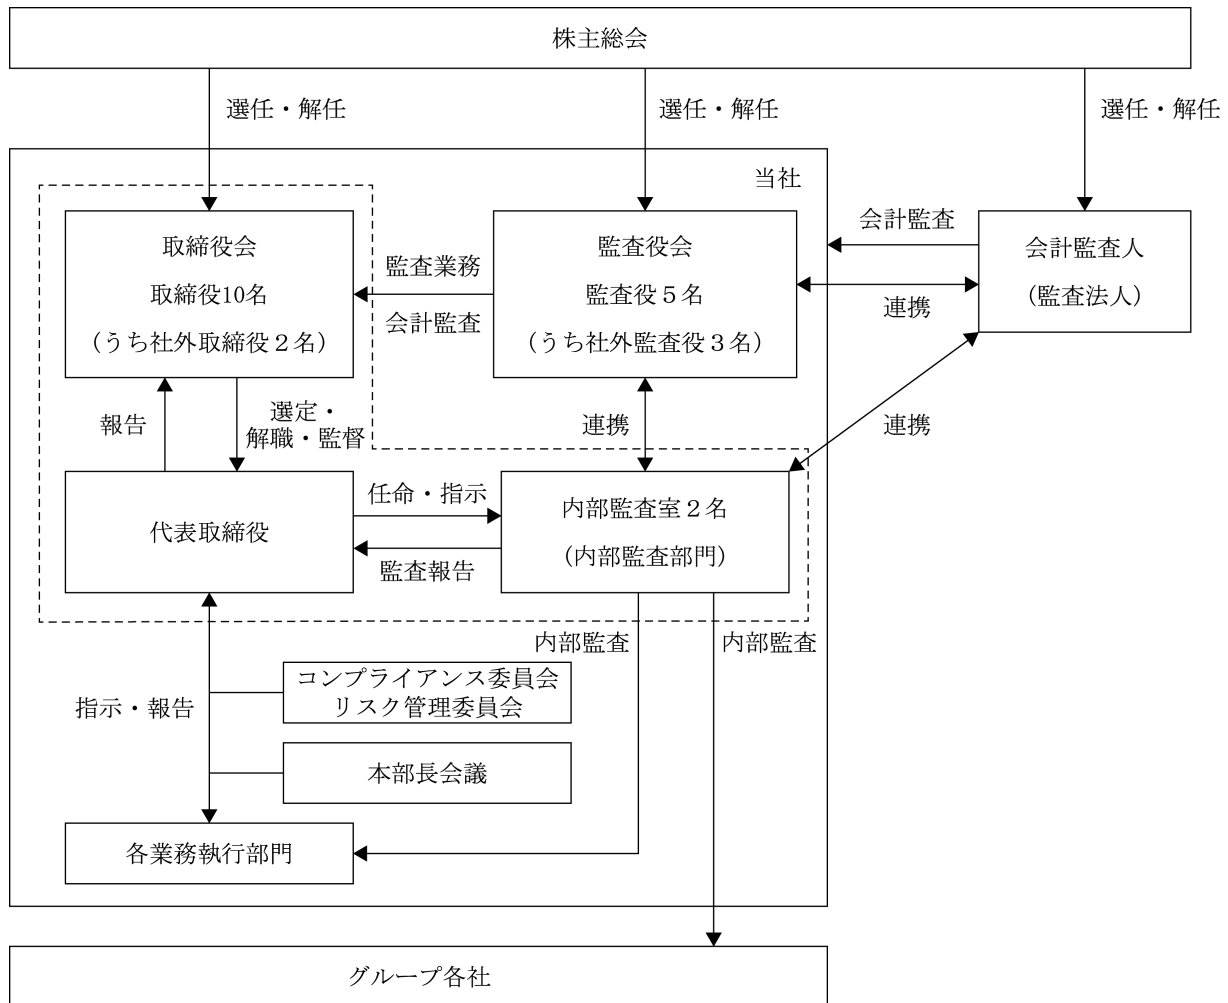 株主総会
選任・解任
選任・解任
選任・解任
当社
取締役会
取締役10名
（うち社外取締役２名）
監査業務
会計監査
監査役会
監査役５名
（うち社外監査役３名）
会計監査
連携
会計監査人
（監査法人）
報告
選定・
解職・監督
連携
連携
代表取締役
任命・指示
監査報告
内部監査室２名
（内部監査部門）
内部監査
内部監査
指示・報告
コンプライアンス委員会
リスク管理委員会
本部長会議
各業務執行部門
グループ各社